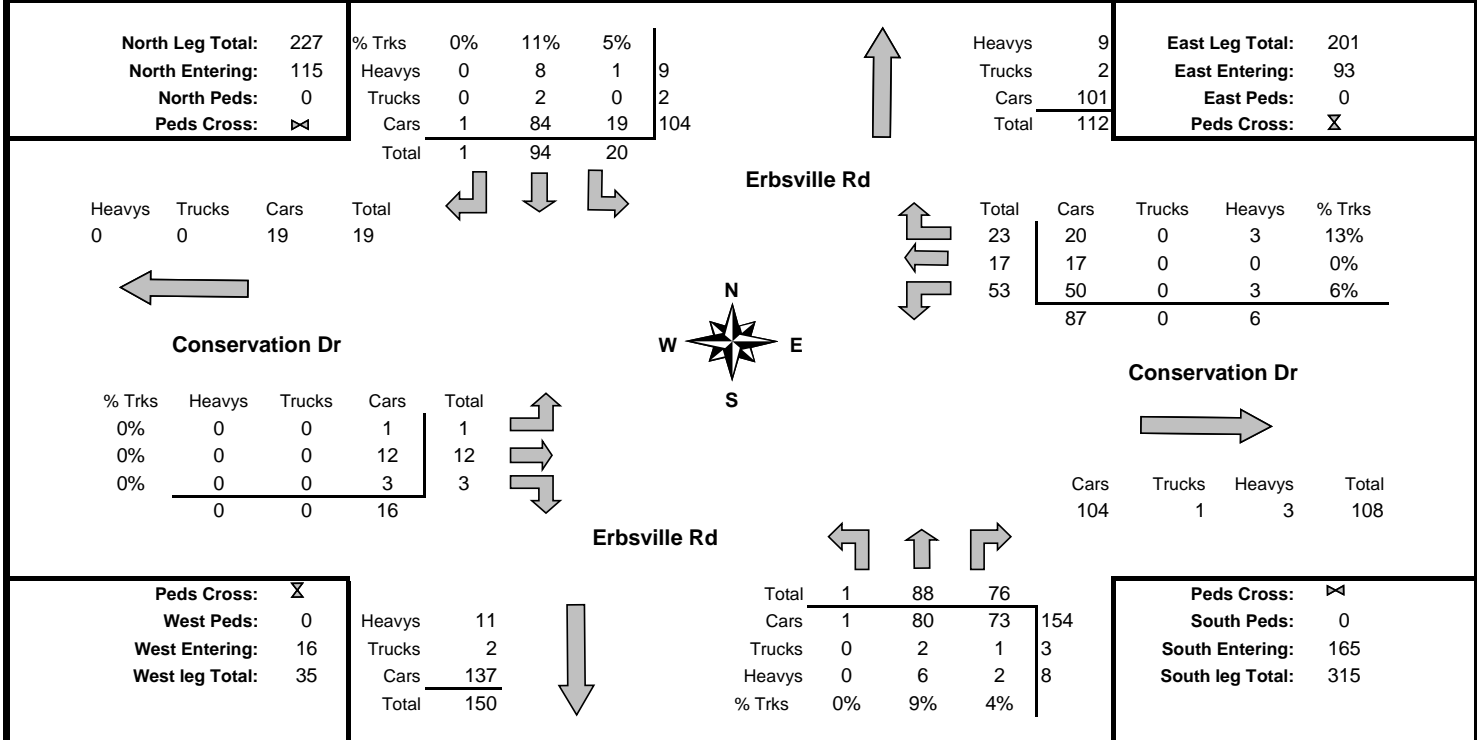 North Leg Total: 227
North Entering: 115
North Peds: 0
Peds Cross: ⋈
% Trks 0% 11% 5%
Heavys 0 8 1 9
Trucks 0 2 0 2
Cars 1 84 19 104
Total 1 94 20
Heavys 9
Trucks 2
Cars 101
Total 112
East Leg Total: 201
East Entering: 93
East Peds: 0
Peds Cross: ⧖
Erbsville Rd
Heavys Trucks Cars Total
0 0 19 19
Total Cars Trucks Heavys % Trks
23 20 0 3 13%
17 17 0 0 0%
53 50 0 3 6%
87 0 6
Conservation Dr
N
W E
S
Conservation Dr
% Trks Heavys Trucks Cars Total
0% 0 0 1 1
0% 0 0 12 12
0% 0 0 3 3
0 0 16
Cars Trucks Heavys Total
104 1 3 108
Erbsville Rd
Peds Cross: ⧖
West Peds: 0
West Entering: 16
West leg Total: 35
Heavys 11
Trucks 2
Cars 137
Total 150
Total 1 88 76
Cars 1 80 73 154
Trucks 0 2 1 3
Heavys 0 6 2 8
% Trks 0% 9% 4%
Peds Cross: ⋈
South Peds: 0
South Entering: 165
South leg Total: 315